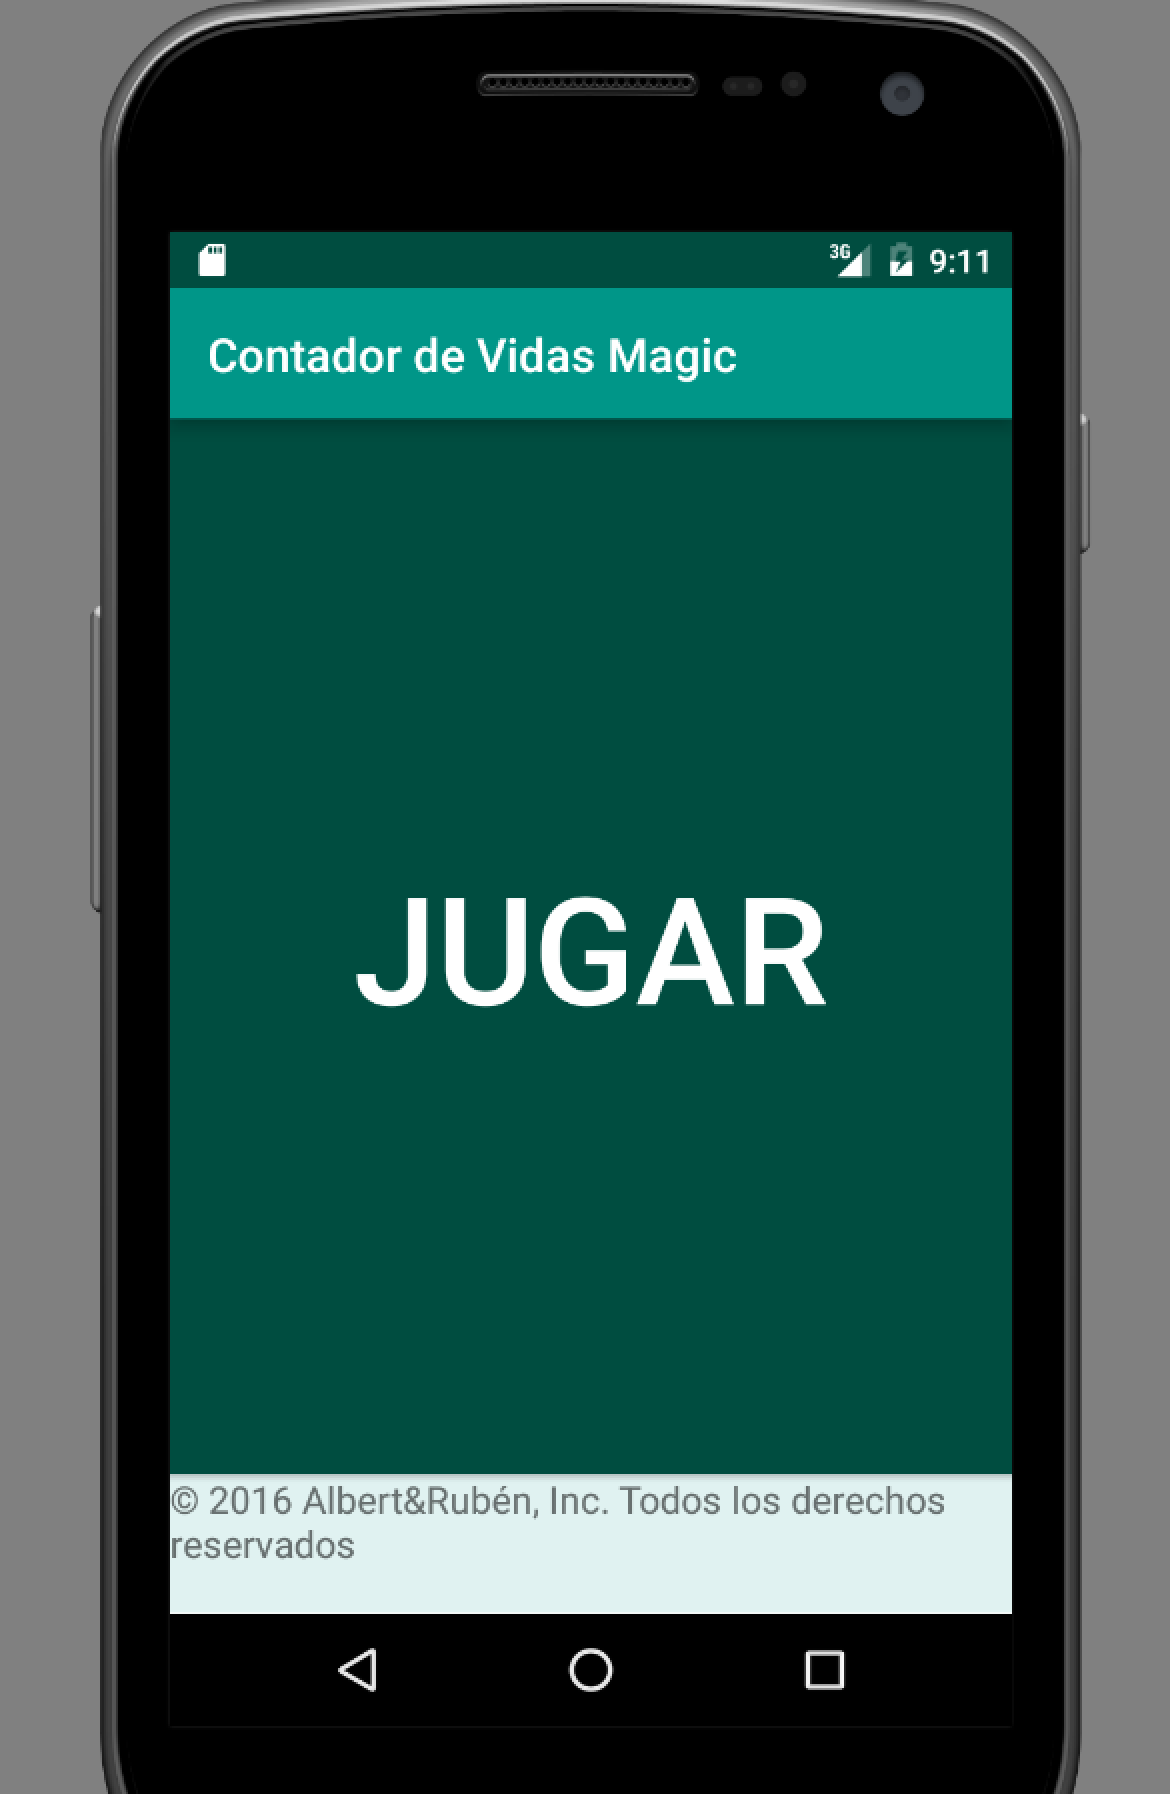 3G 9:11
Contador de Vidas Magic
JUGAR
© 2016 Albert&Rubén, Inc. Todos los derechos
reservados